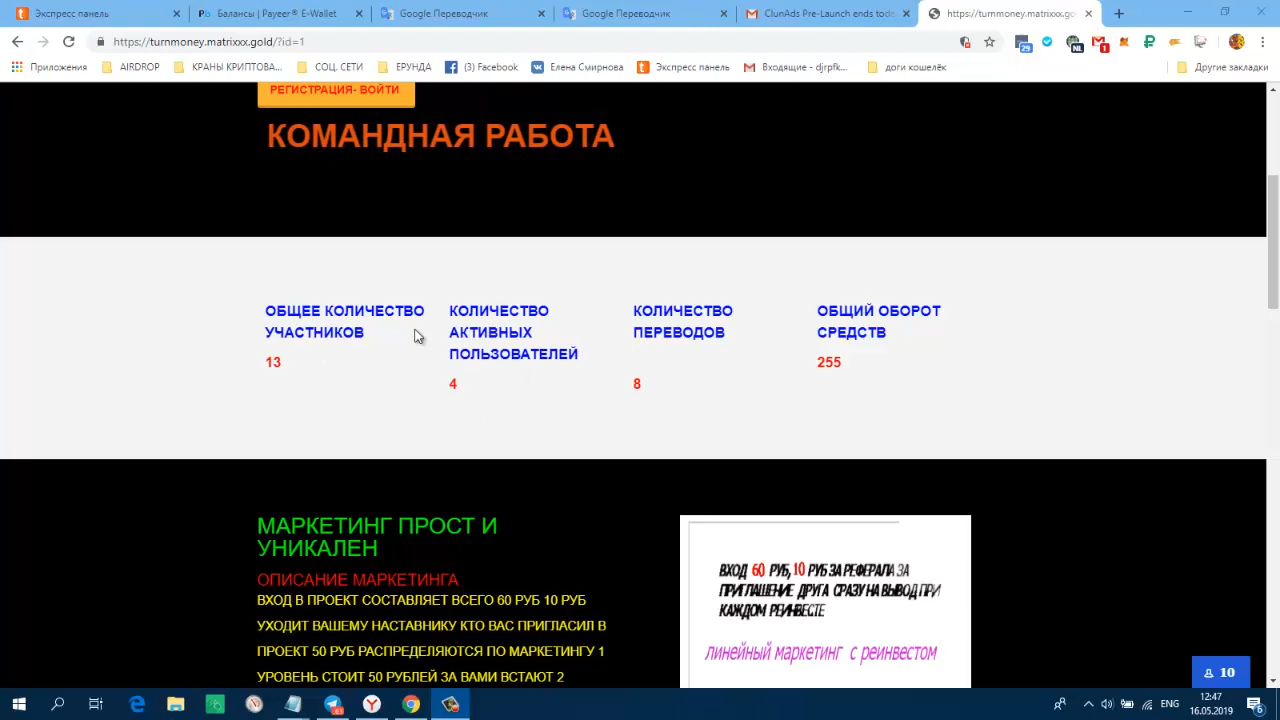 Экспресс панель
Балансы | Payeer® E-Wallet
Google Переводчик
Google Переводчик
ClunAds Pre-Launch ends tod
https://turnmoney.matrixxx.gold/
https://turnmoney.matrixxx.gold/?id=1
29
NL
1
Приложения
AIRDROP
КРАНЫ КРИПТОВА...
СОЦ. СЕТИ
ЕРУНДА
(3) Facebook
Елена Смирнова
Экспресс панель
Входящие - djrpfk...
доги кошелёк
Другие закладки
РЕГИСТРАЦИЯ- ВОЙТИ
КОМАНДНАЯ РАБОТА
ОБЩЕЕ КОЛИЧЕСТВО
УЧАСТНИКОВ
13
КОЛИЧЕСТВО
АКТИВНЫХ
ПОЛЬЗОВАТЕЛЕЙ
4
КОЛИЧЕСТВО
ПЕРЕВОДОВ
8
ОБЩИЙ ОБОРОТ
СРЕДСТВ
255
МАРКЕТИНГ ПРОСТ И
УНИКАЛЕН
ОПИСАНИЕ МАРКЕТИНГА
ВХОД В ПРОЕКТ СОСТАВЛЯЕТ ВСЕГО 60 РУБ 10 РУБ
УХОДИТ ВАШЕМУ НАСТАВНИКУ КТО ВАС ПРИГЛАСИЛ В
ПРОЕКТ 50 РУБ РАСПРЕДЕЛЯЮТСЯ ПО МАРКЕТИНГУ 1
УРОВЕНЬ СТОИТ 50 РУБЛЕЙ ЗА ВАМИ ВСТАЮТ 2
ВХОД 60 РУБ, 10 РУБ ЗА РЕФЕРАЛА ЗА
ПРИГЛАШЕНИЕ ДРУГА СРАЗУ НА ВЫВОД ПРИ
КАЖДОМ РЕИНВЕСТЕ
линейный маркетинг с реинвестом
10
ENG
12:47
16.05.2019
6